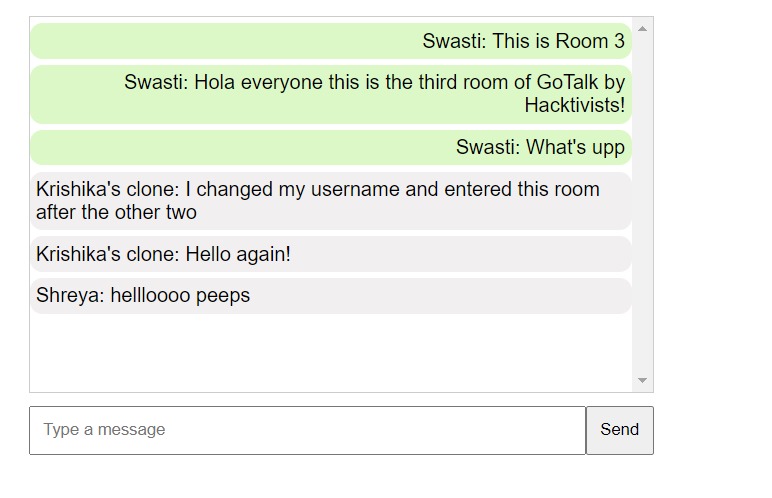 Swasti: This is Room 3
Swasti: Hola everyone this is the third room of GoTalk by
Hacktivists!
Swasti: What's upp
Krishika's clone: I changed my username and entered this room
after the other two
Krishika's clone: Hello again!
Shreya: hellloooo peeps
Type a message
Send